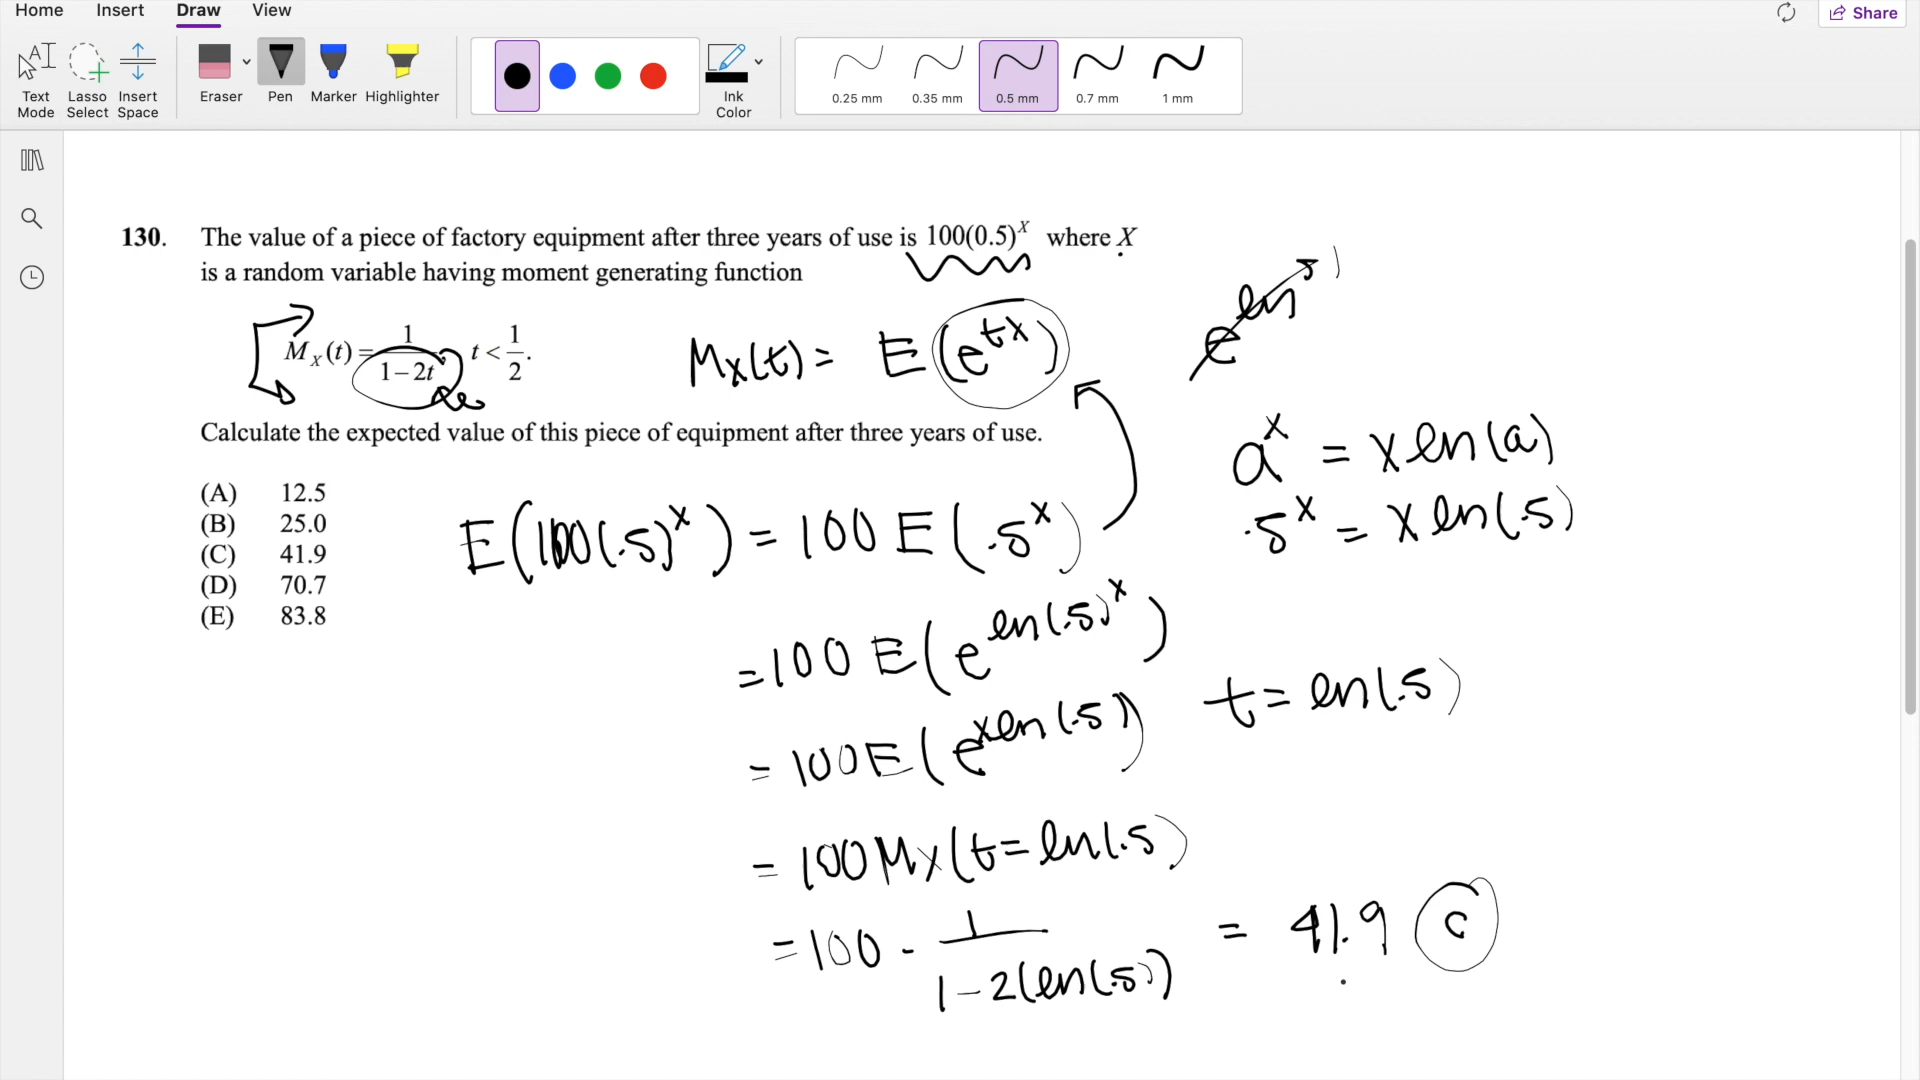 Home Insert Draw View Share
Text Mode Lasso Select Insert Space Eraser Pen Marker Highlighter Ink Color 0.25 mm 0.35 mm 0.5 mm 0.7 mm 1 mm
130. The value of a piece of factory equipment after three years of use is 100(0.5)^X where X
is a random variable having moment generating function
M_X(t) = 1/(1−2t) t < 1/2.
Mx(t) = E(e^tx)
e^ln
Calculate the expected value of this piece of equipment after three years of use.
a^x = x ln(a)
.5^x = x ln(.5)
(A) 12.5
(B) 25.0
(C) 41.9
(D) 70.7
(E) 83.8
E(100(.5)^x) = 100 E(.5^x)
= 100 E(e^ln(.5)^x)
= 100 E(e^x ln(.5))
t = ln(.5)
= 100 Mx(t = ln(.5)
= 100 · 1/(1−2(ln(.5)) = 41.9 C